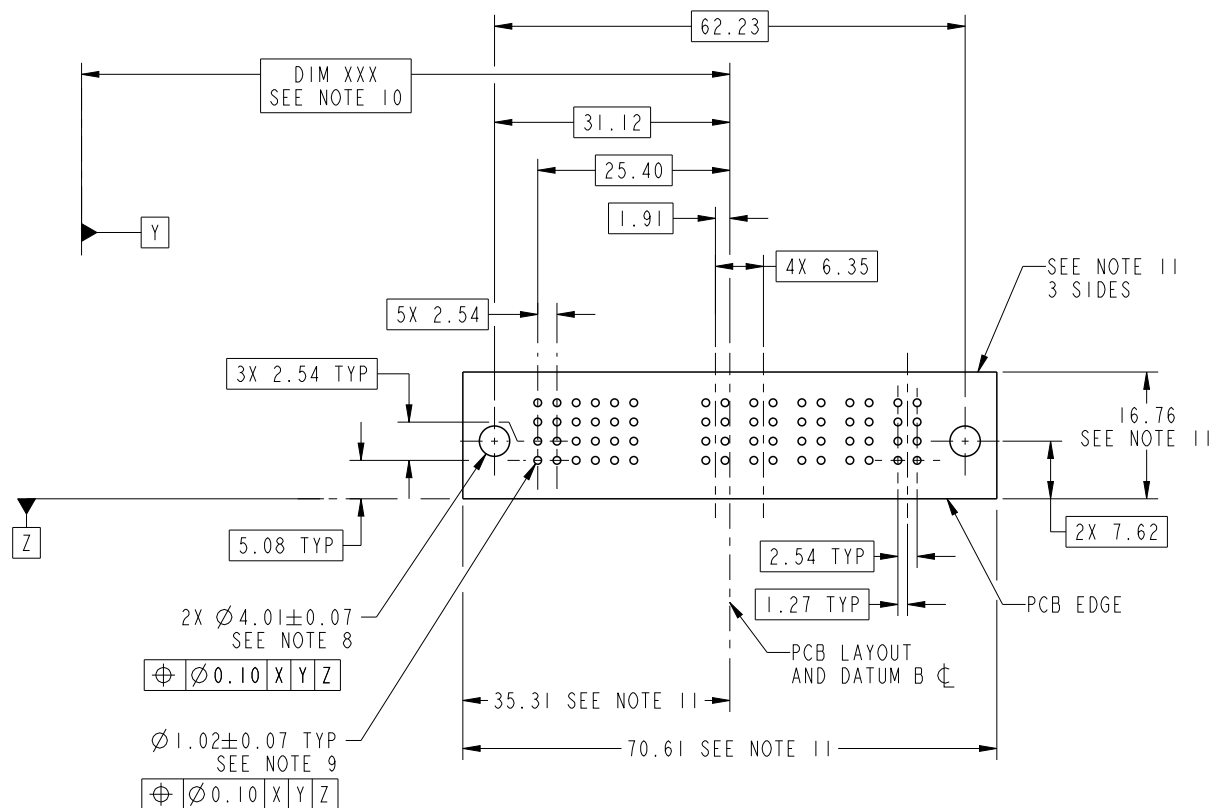 62.23
DIM XXX
SEE NOTE 10
31.12
25.40
1.91
Y
4X 6.35
SEE NOTE 11
3 SIDES
5X 2.54
3X 2.54 TYP
16.76
SEE NOTE 11
Z
5.08 TYP
2X 7.62
2.54 TYP
1.27 TYP
2X Ø4.01±0.07
SEE NOTE 8
PCB EDGE
⌖ Ø0.10 X Y Z
PCB LAYOUT
AND DATUM B ℄
35.31 SEE NOTE 11
Ø1.02±0.07 TYP
SEE NOTE 9
70.61 SEE NOTE 11
⌖ Ø0.10 X Y Z